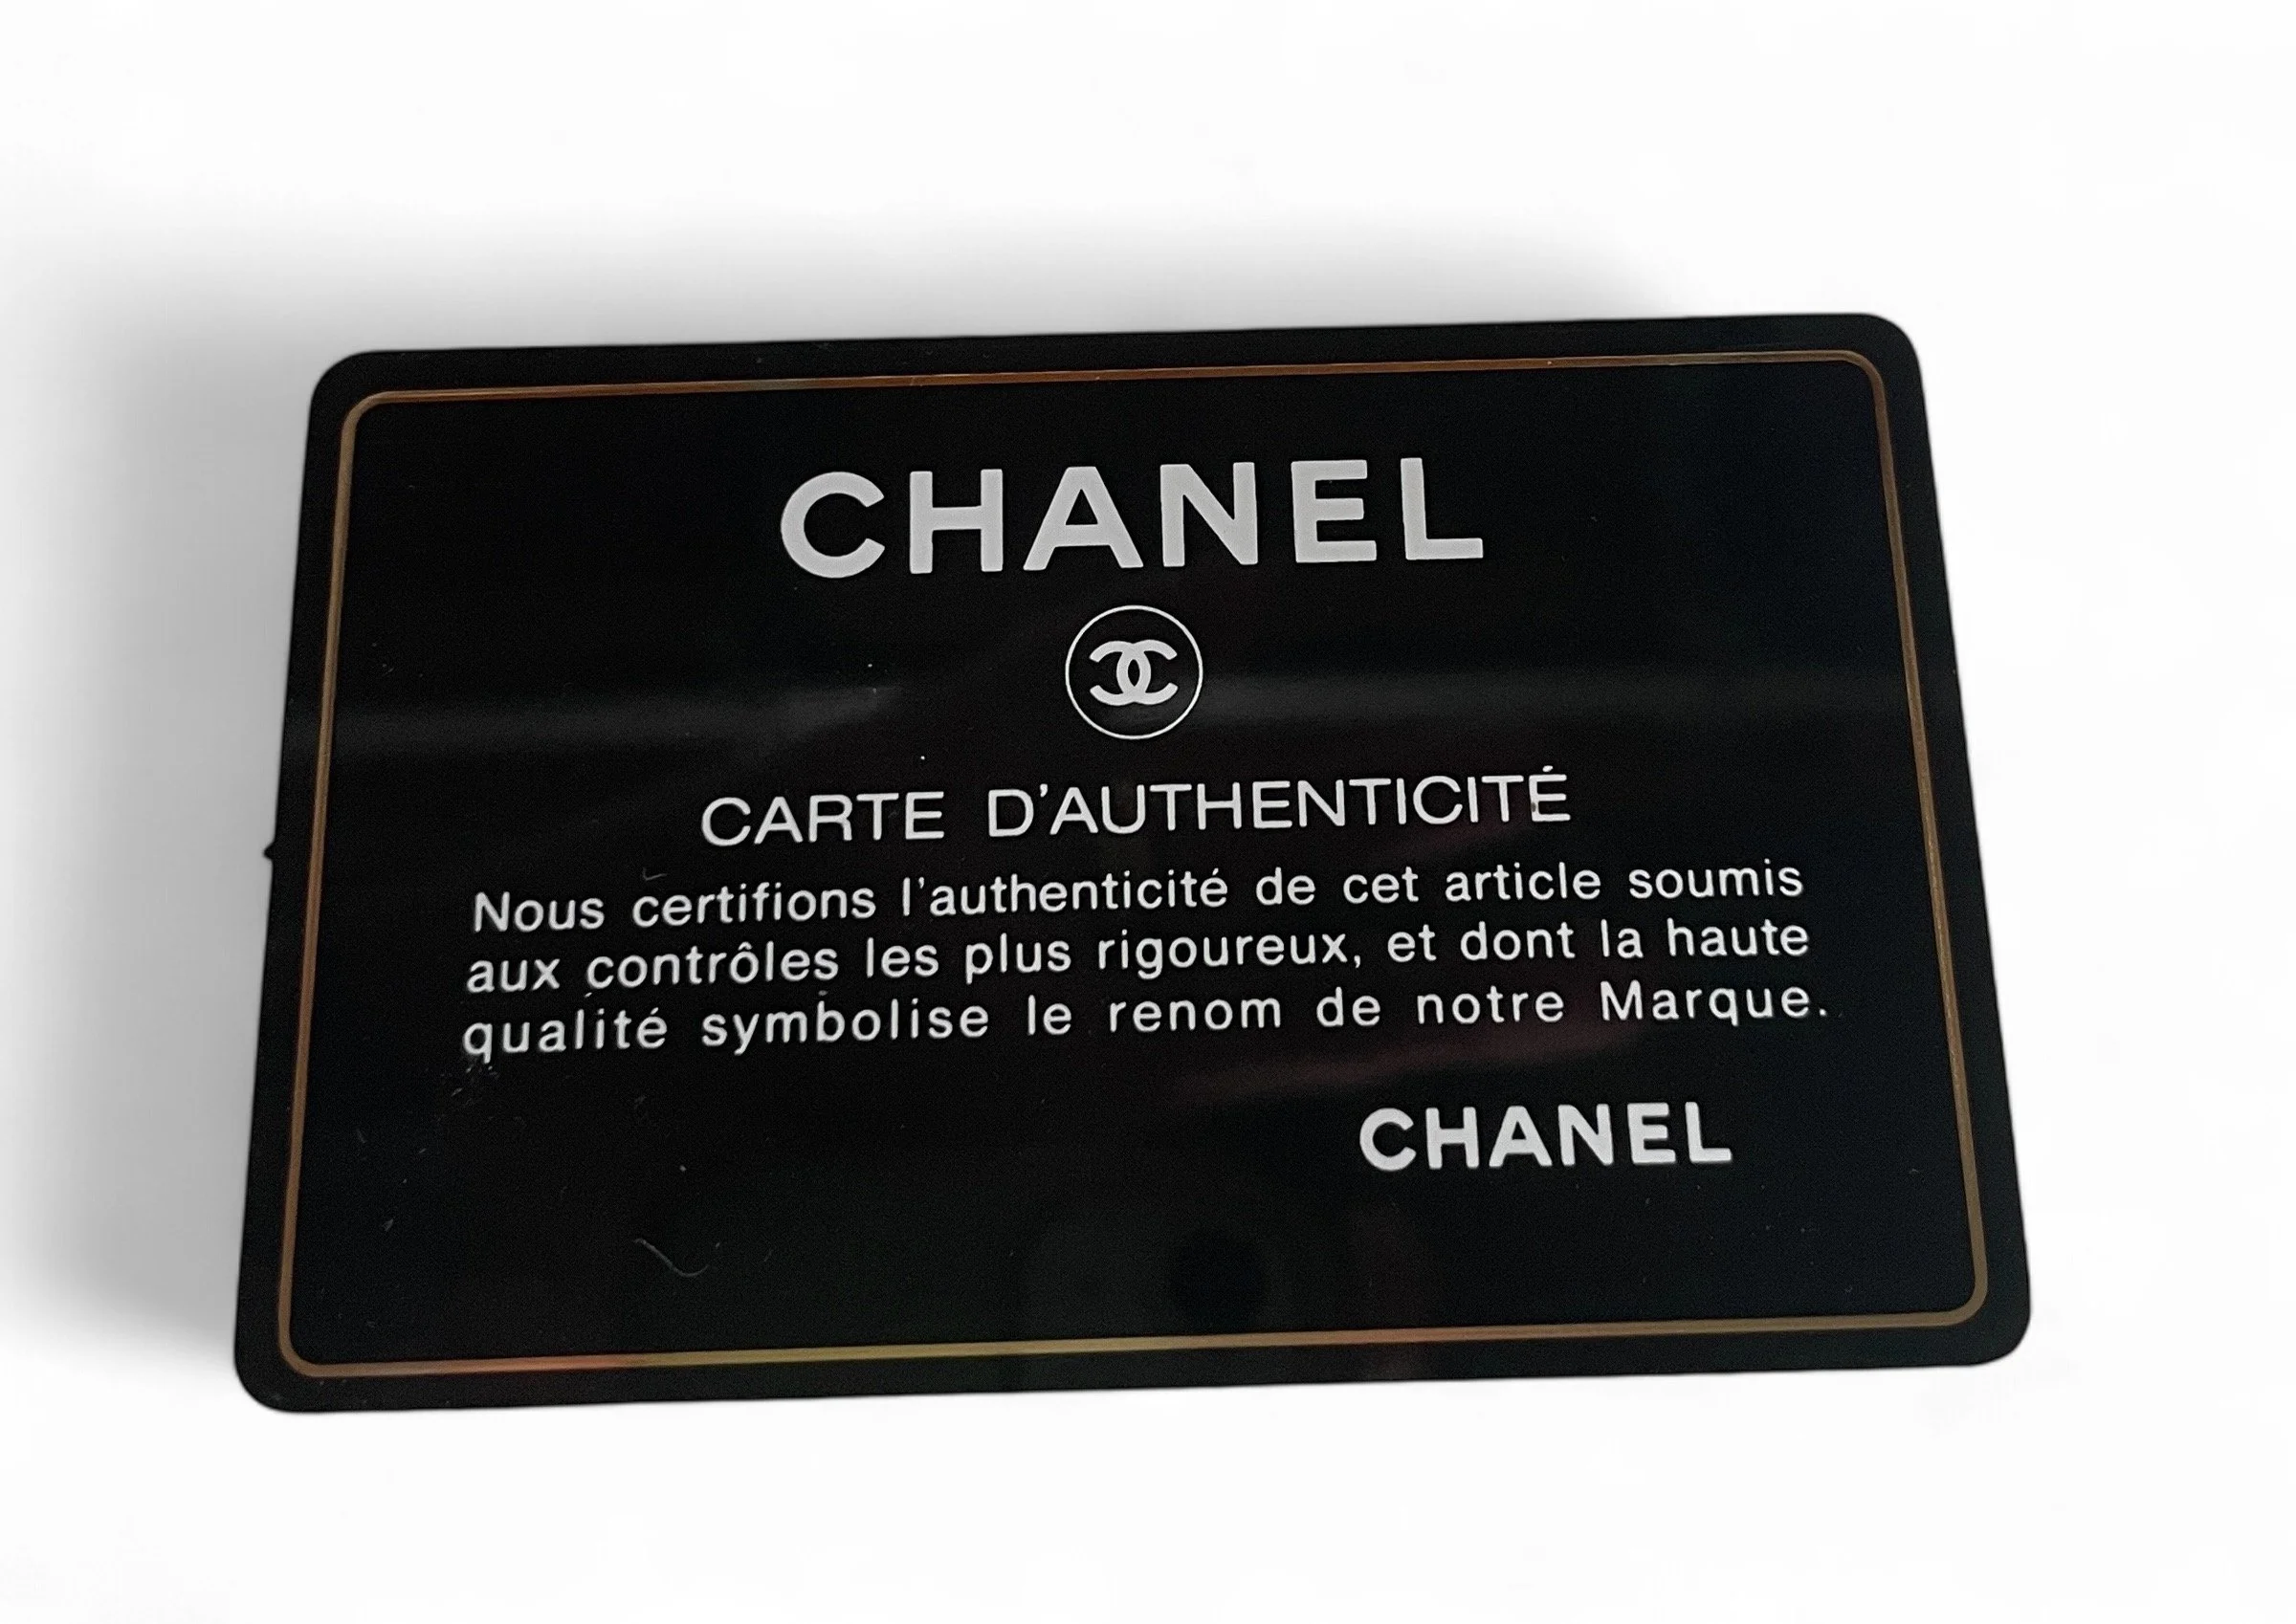 CHANEL
CARTE D'AUTHENTICITÉ
Nous certifions l'authenticité de cet article soumis
aux contrôles les plus rigoureux, et dont la haute
qualité symbolise le renom de notre Marque.
CHANEL